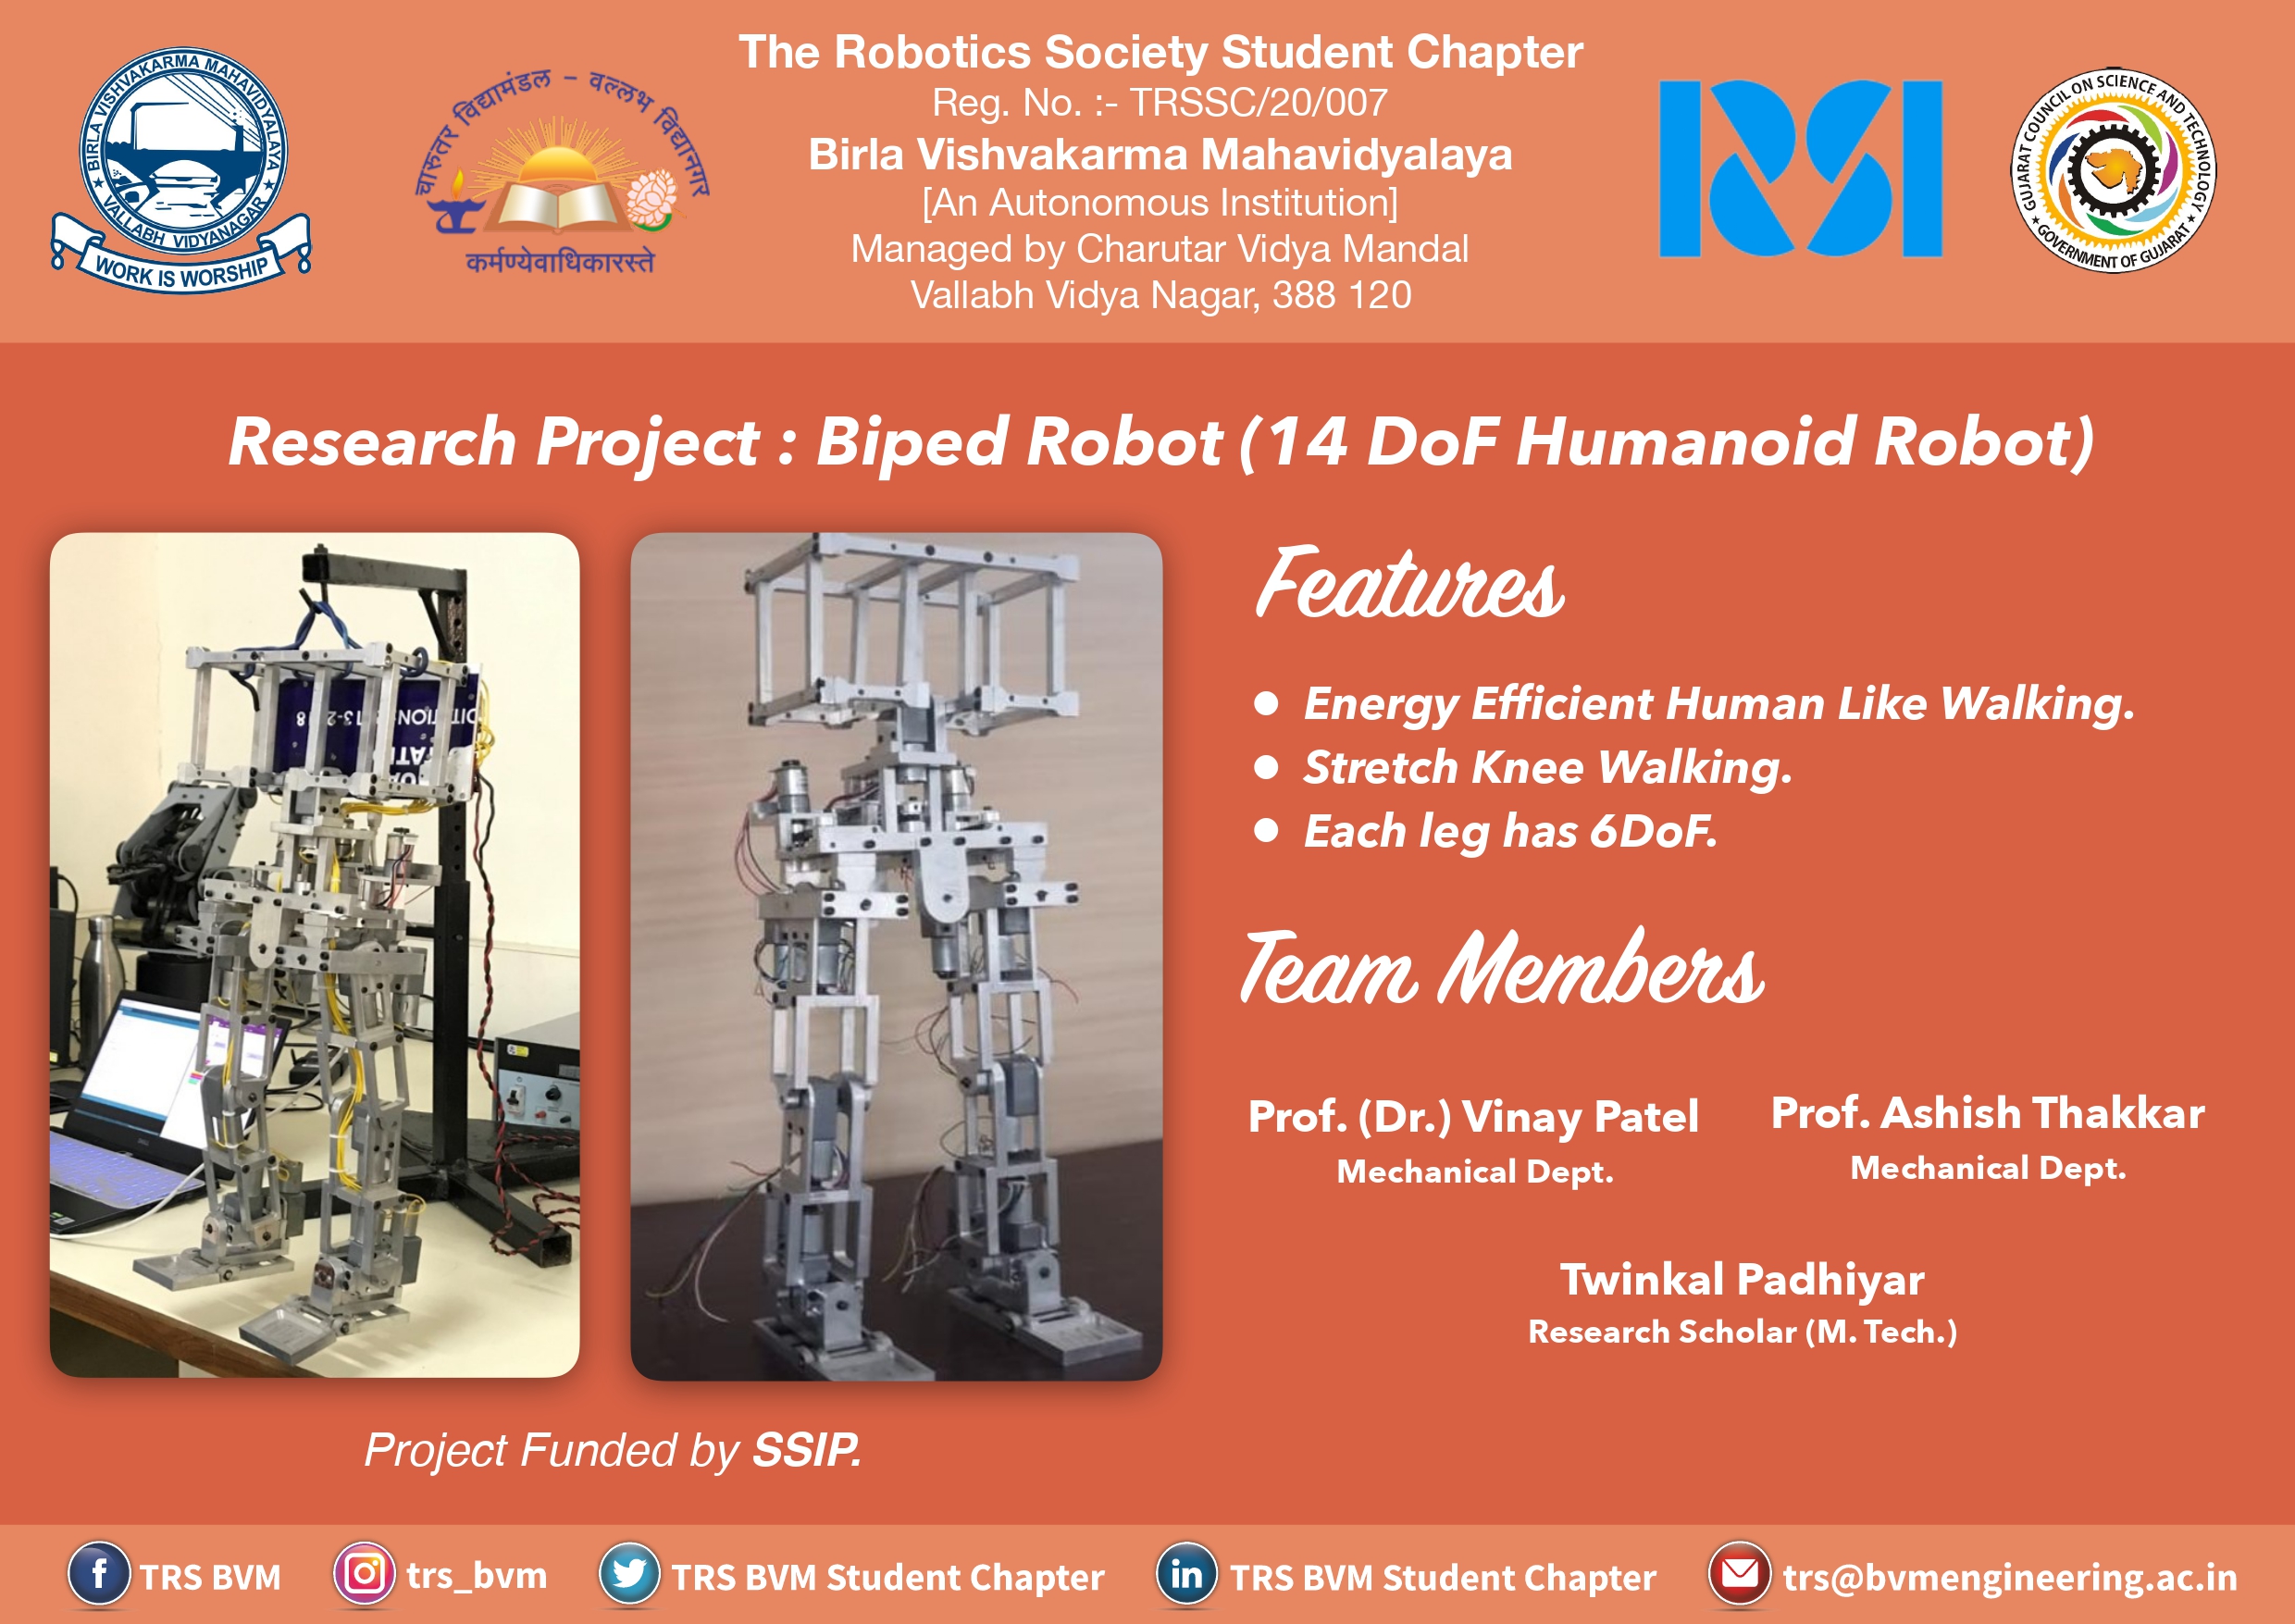 BIRLA VISHVAKARMA MAHAVIDYALAYA
★ VALLABH VIDYANAGAR ★
WORK IS WORSHIP
चारुतर विद्यामंडल – वल्लभ विद्यानगर
कर्मण्येवाधिकारस्ते
The Robotics Society Student Chapter
Reg. No. :- TRSSC/20/007
Birla Vishvakarma Mahavidyalaya
[An Autonomous Institution]
Managed by Charutar Vidya Mandal
Vallabh Vidya Nagar, 388 120
RSI
GUJARAT COUNCIL ON SCIENCE AND TECHNOLOGY
★ GOVERNMENT OF GUJARAT ★
Research Project : Biped Robot (14 DoF Humanoid Robot)
Features
● Energy Efficient Human Like Walking.
● Stretch Knee Walking.
● Each leg has 6DoF.
Team Members
Prof. (Dr.) Vinay Patel
Mechanical Dept.
Prof. Ashish Thakkar
Mechanical Dept.
Twinkal Padhiyar
Research Scholar (M. Tech.)
Project Funded by SSIP.
TRS BVM
trs_bvm
TRS BVM Student Chapter
TRS BVM Student Chapter
trs@bvmengineering.ac.in